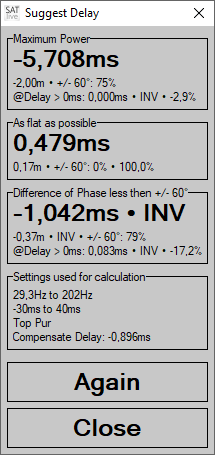 SAT
live
Suggest Delay
Maximum Power
-5,708ms
-2,00m • +/- 60°: 75%
@Delay > 0ms: 0,000ms • INV • -2,9%
As flat as possible
0,479ms
0,17m • +/- 60°: 0% • 100,0%
Difference of Phase less then +/- 60°
-1,042ms • INV
-0,37m • INV • +/- 60°: 79%
@Delay > 0ms: 0,083ms • INV • -17,2%
Settings used for calculation
29,3Hz to 202Hz
-30ms to 40ms
Top Pur
Compensate Delay: -0,896ms
Again
Close